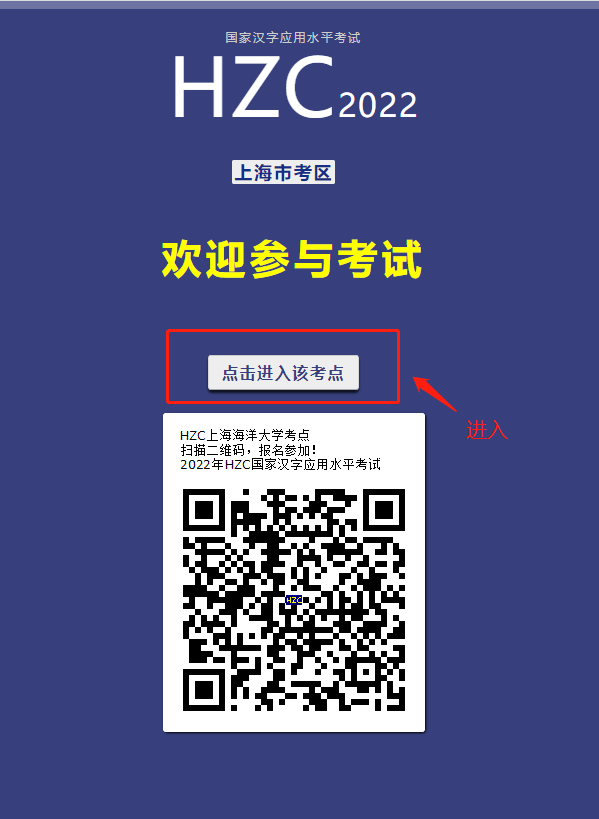 国家汉字应用水平考试
HZC2022
上海市考区
欢迎参与考试
点击进入该考点
进入
HZC上海海洋大学考点
扫描二维码，报名参加！
2022年HZC国家汉字应用水平考试
HZC